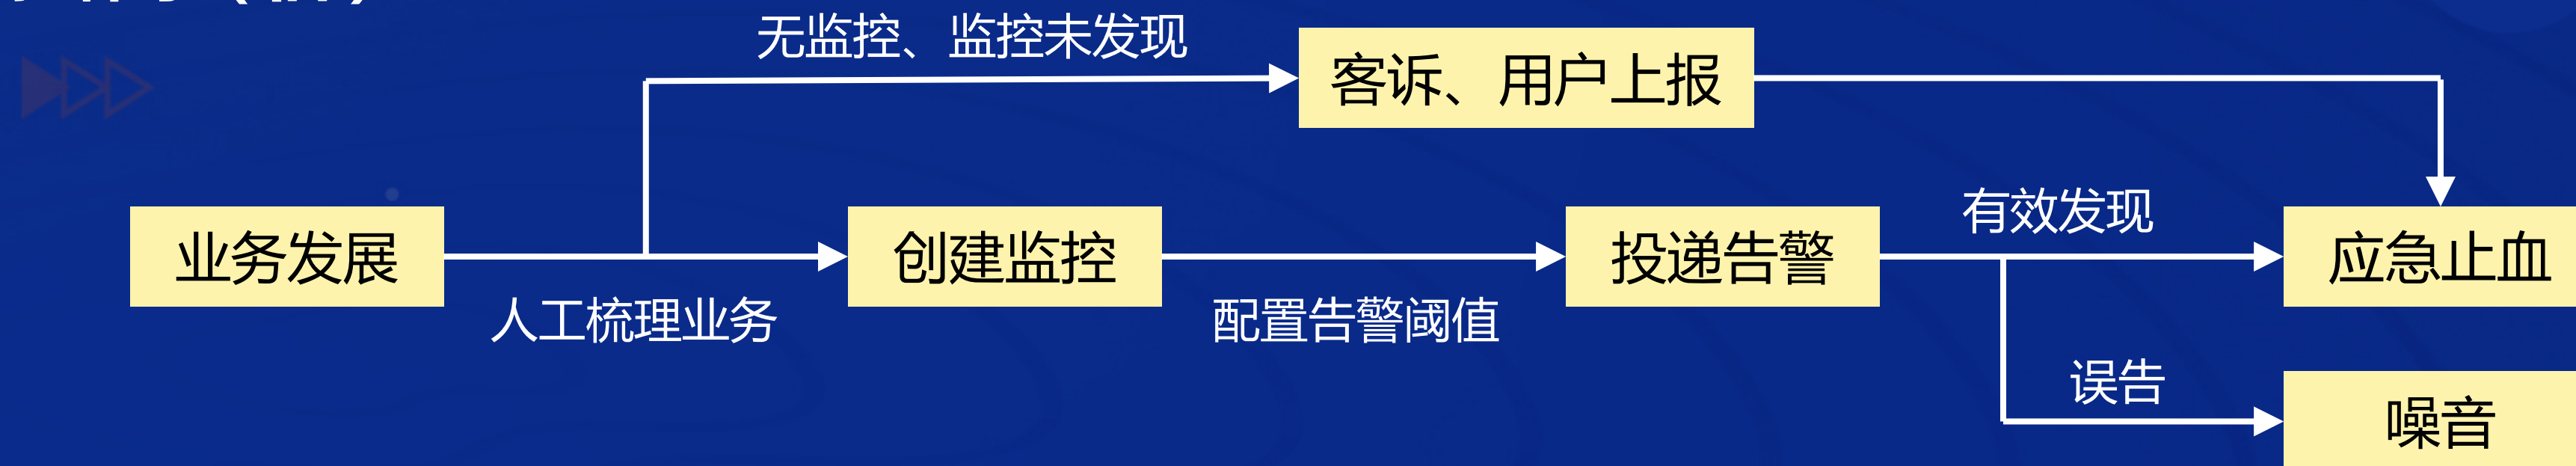 无监控、监控未发现
客诉、用户上报
有效发现
业务发展
创建监控
投递告警
应急止血
人工梳理业务
配置告警阈值
误告
噪音